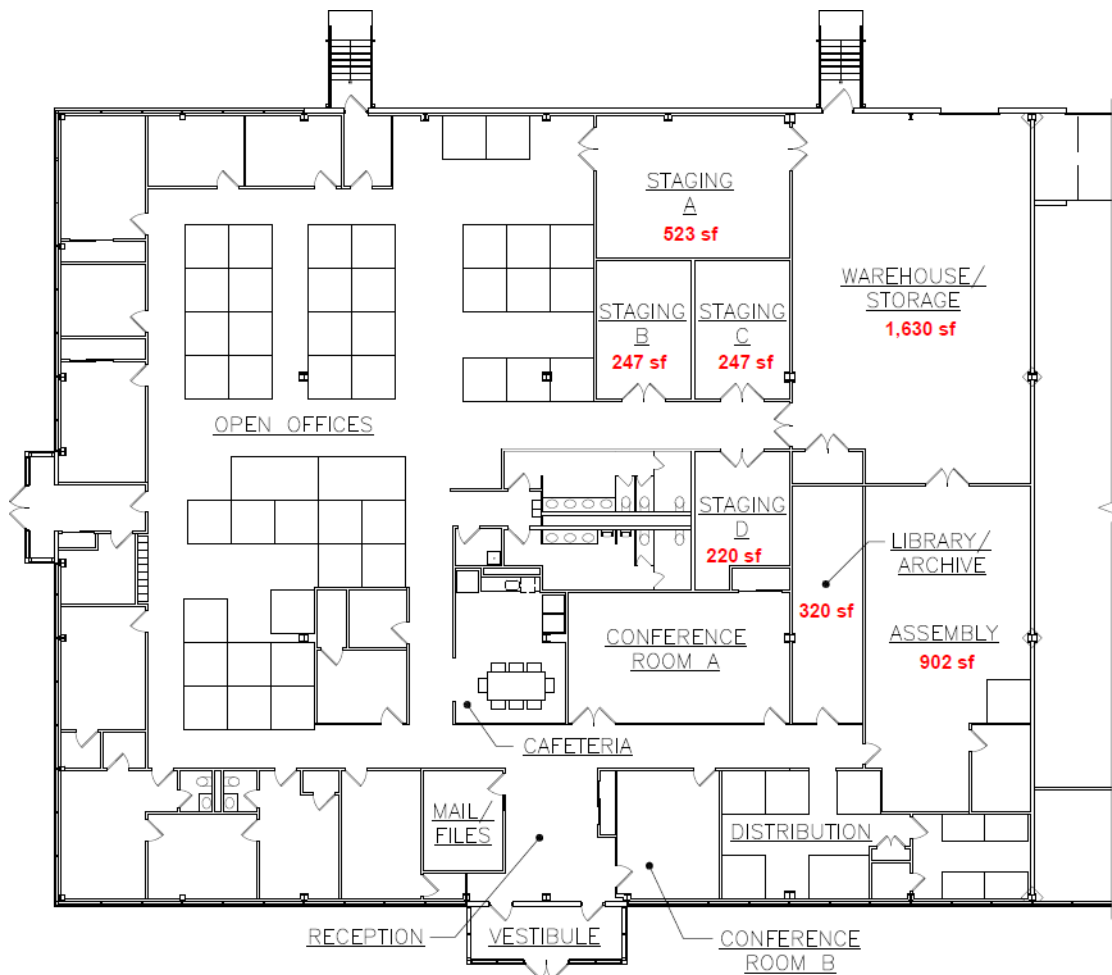 STAGING
A
523 sf
WAREHOUSE/
STORAGE
1,630 sf
STAGING
B
247 sf
STAGING
C
247 sf
OPEN OFFICES
STAGING
D
220 sf
LIBRARY/
ARCHIVE
320 sf
ASSEMBLY
902 sf
CONFERENCE
ROOM A
CAFETERIA
MAIL/
FILES
DISTRIBUTION
RECEPTION
VESTIBULE
CONFERENCE
ROOM B